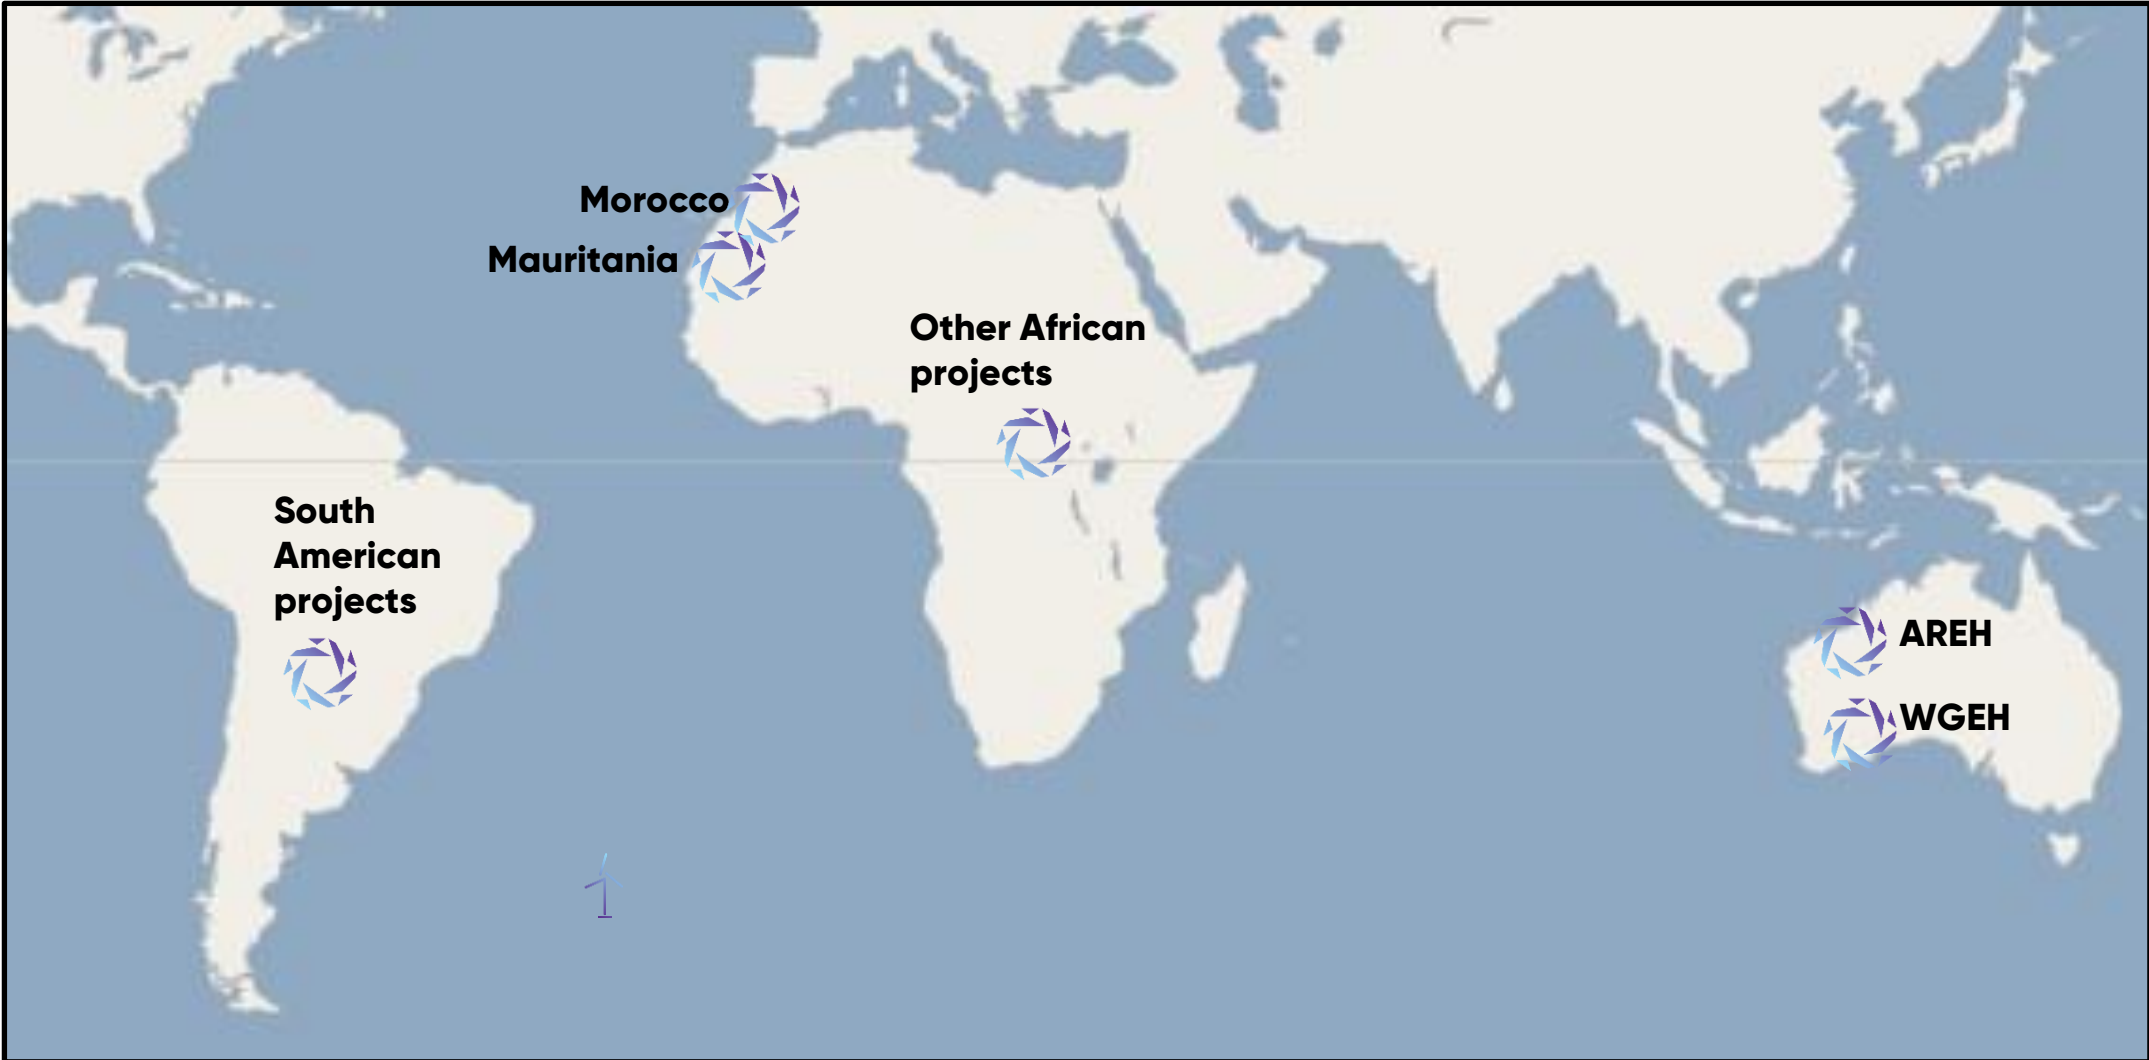 Morocco
Mauritania
Other African
projects
South
American
projects
AREH
WGEH